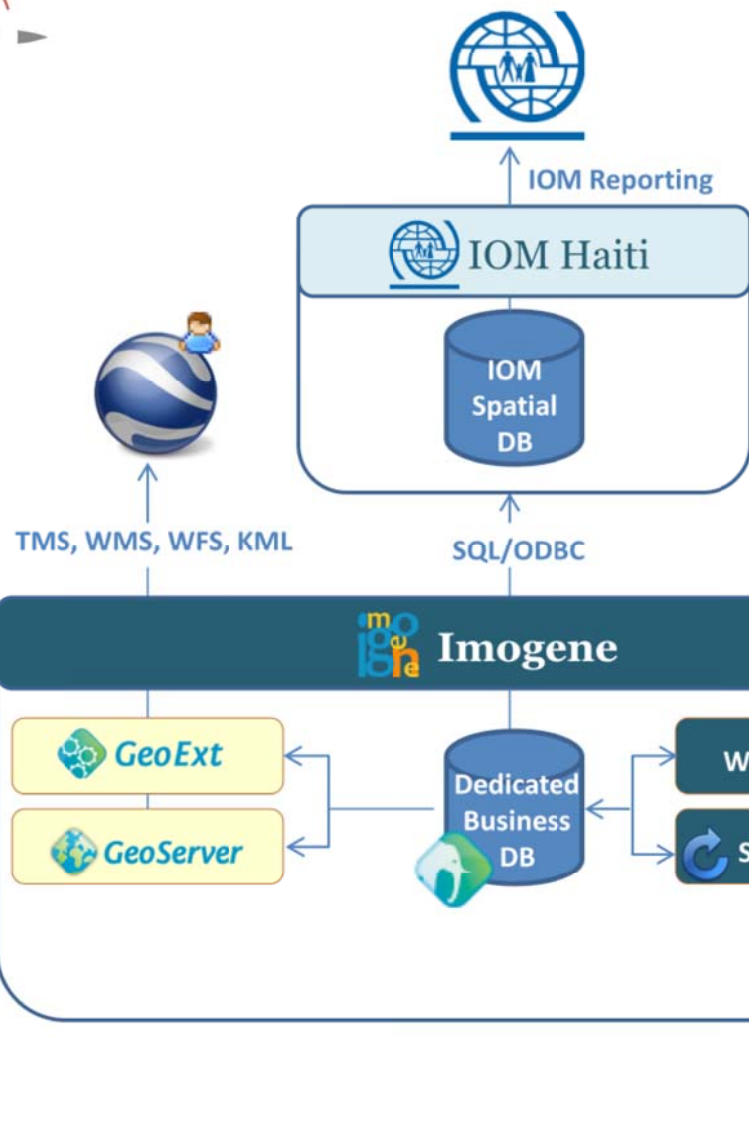 IOM Reporting
IOM Haiti
IOM
Spatial
DB
TMS, WMS, WFS, KML
SQL/ODBC
imogene
Imogene
GeoExt
GeoServer
Dedicated
Business
DB
W
S